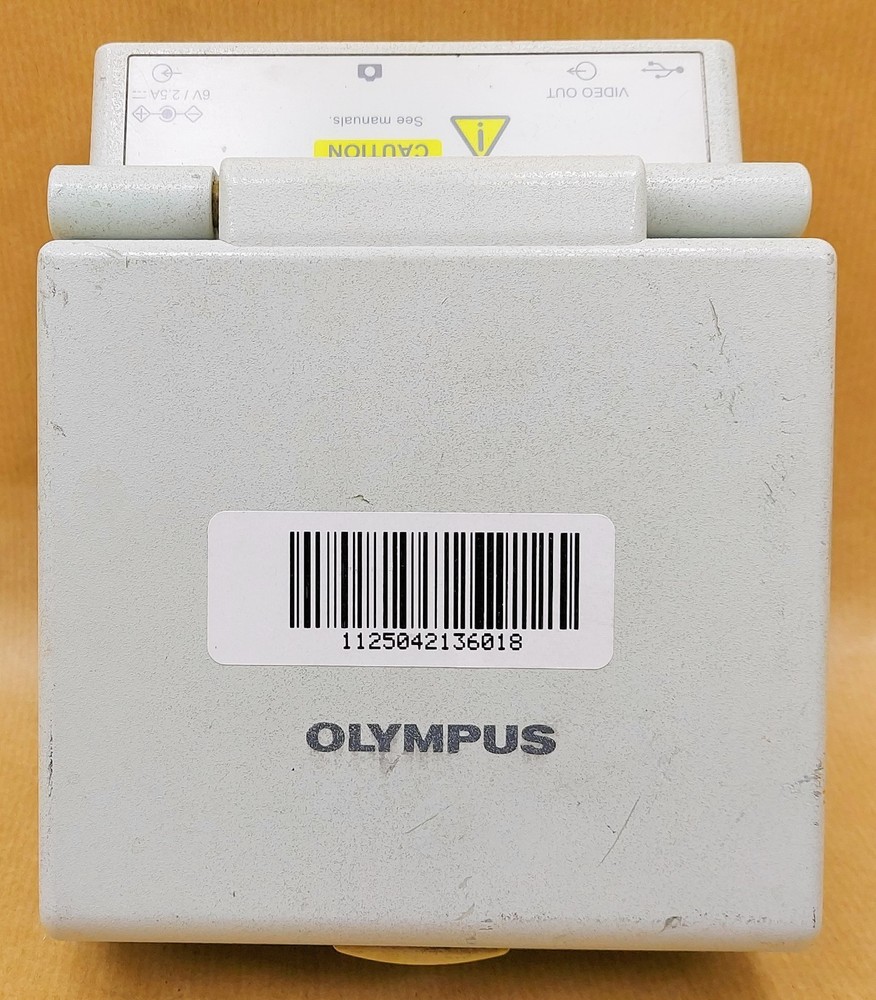 VIDEO OUT
6V / 2.5A
See manuals.
CAUTION
1125042136018
OLYMPUS